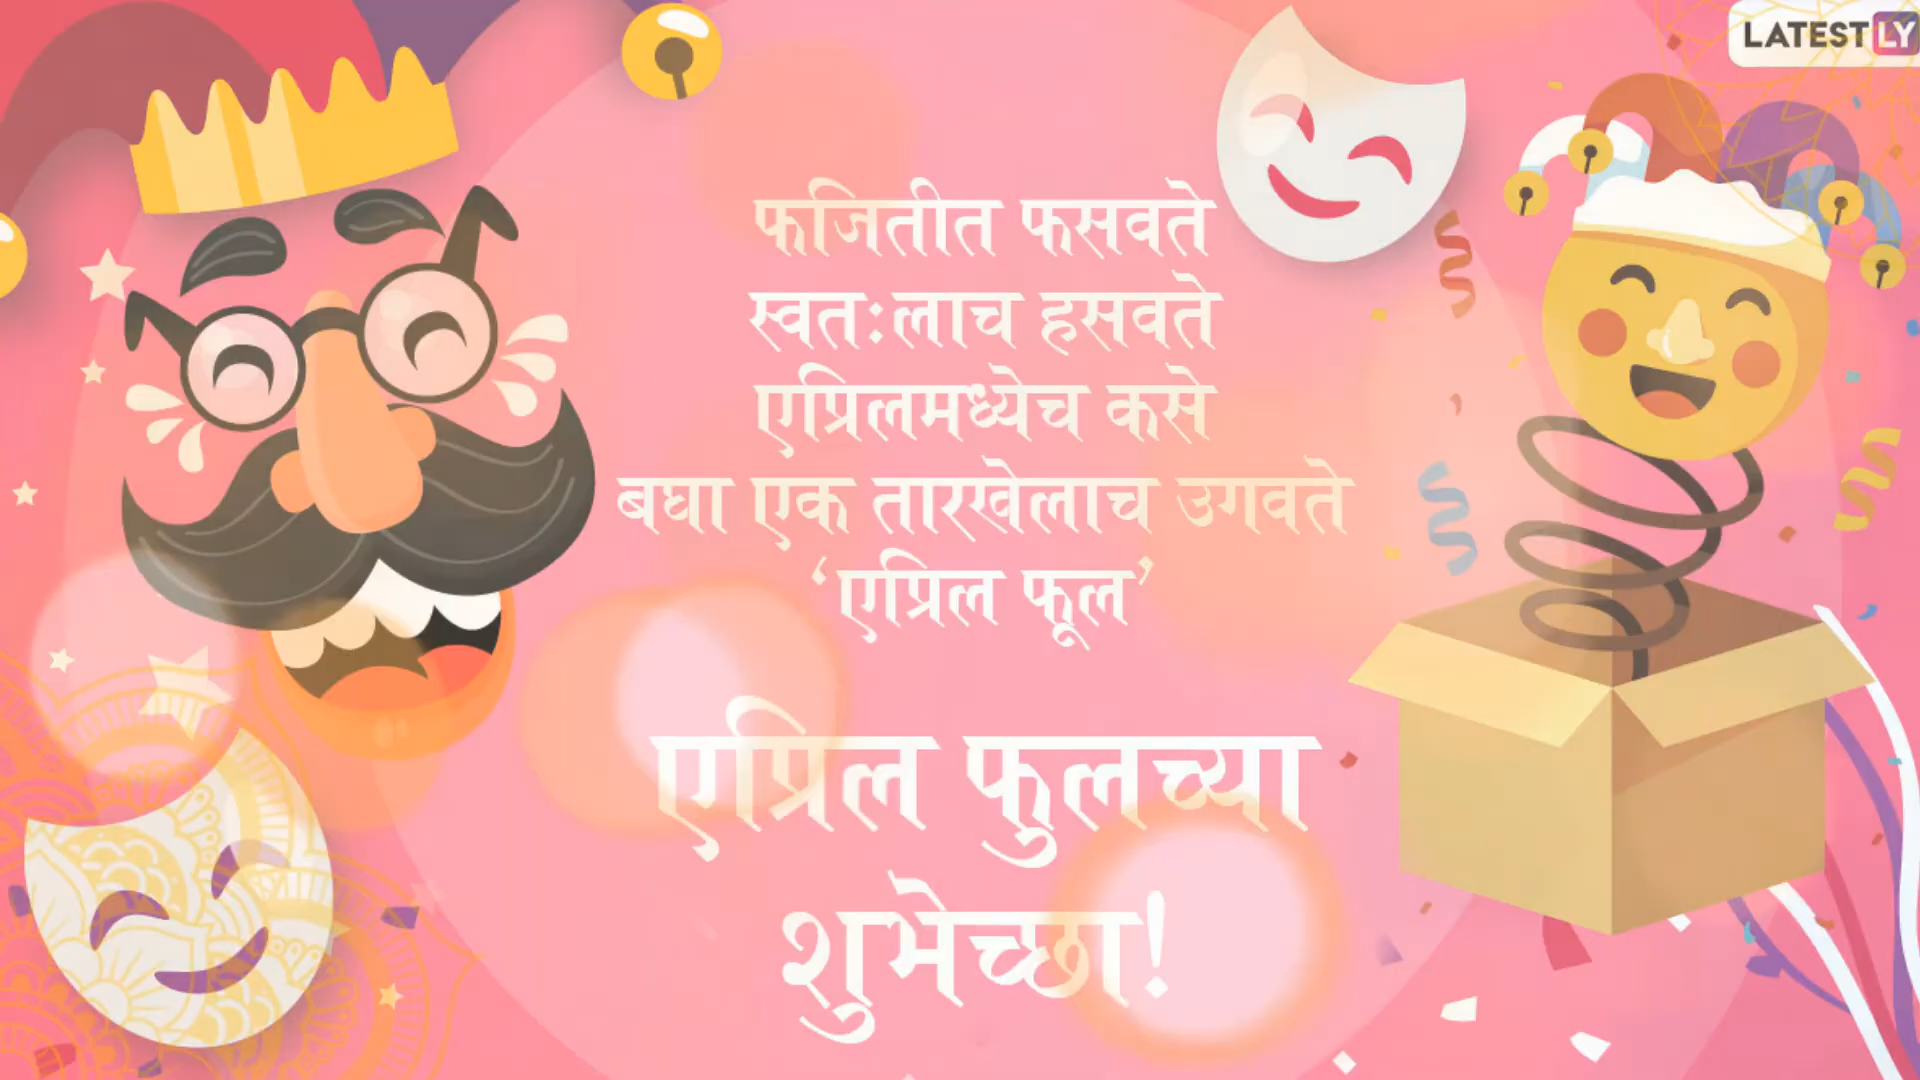 LATESTLY
फजितीत फसवते
स्वतःलाच हसवते
एप्रिलमध्येच कसे
बघा एक तारखेलाच उगवते
‘एप्रिल फूल’
एप्रिल फुलच्या
शुभेच्छा!